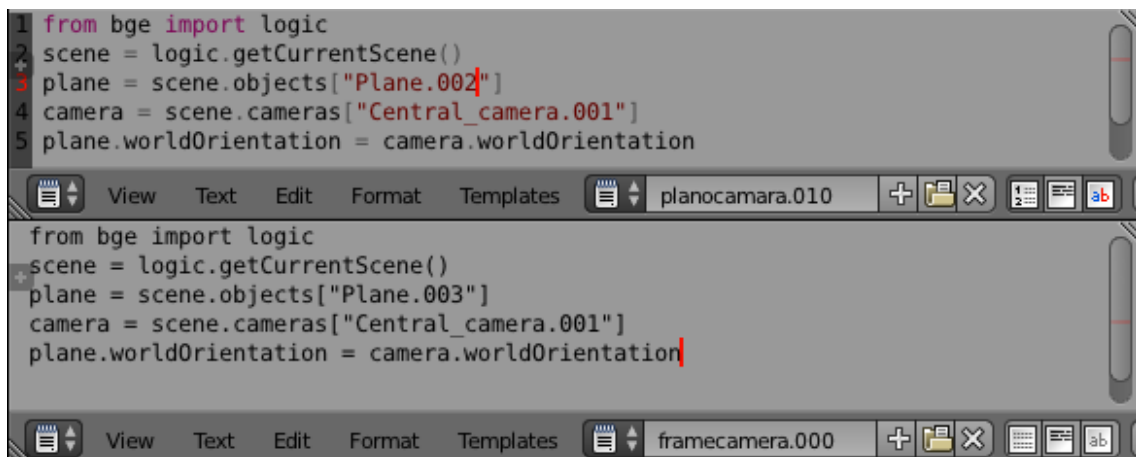 1 from bge import logic
2 scene = logic.getCurrentScene()
3 plane = scene.objects["Plane.002"]
4 camera = scene.cameras["Central_camera.001"]
5 plane.worldOrientation = camera.worldOrientation
View Text Edit Format Templates planocamara.010
from bge import logic
scene = logic.getCurrentScene()
plane = scene.objects["Plane.003"]
camera = scene.cameras["Central_camera.001"]
plane.worldOrientation = camera.worldOrientation
View Text Edit Format Templates framecamera.000